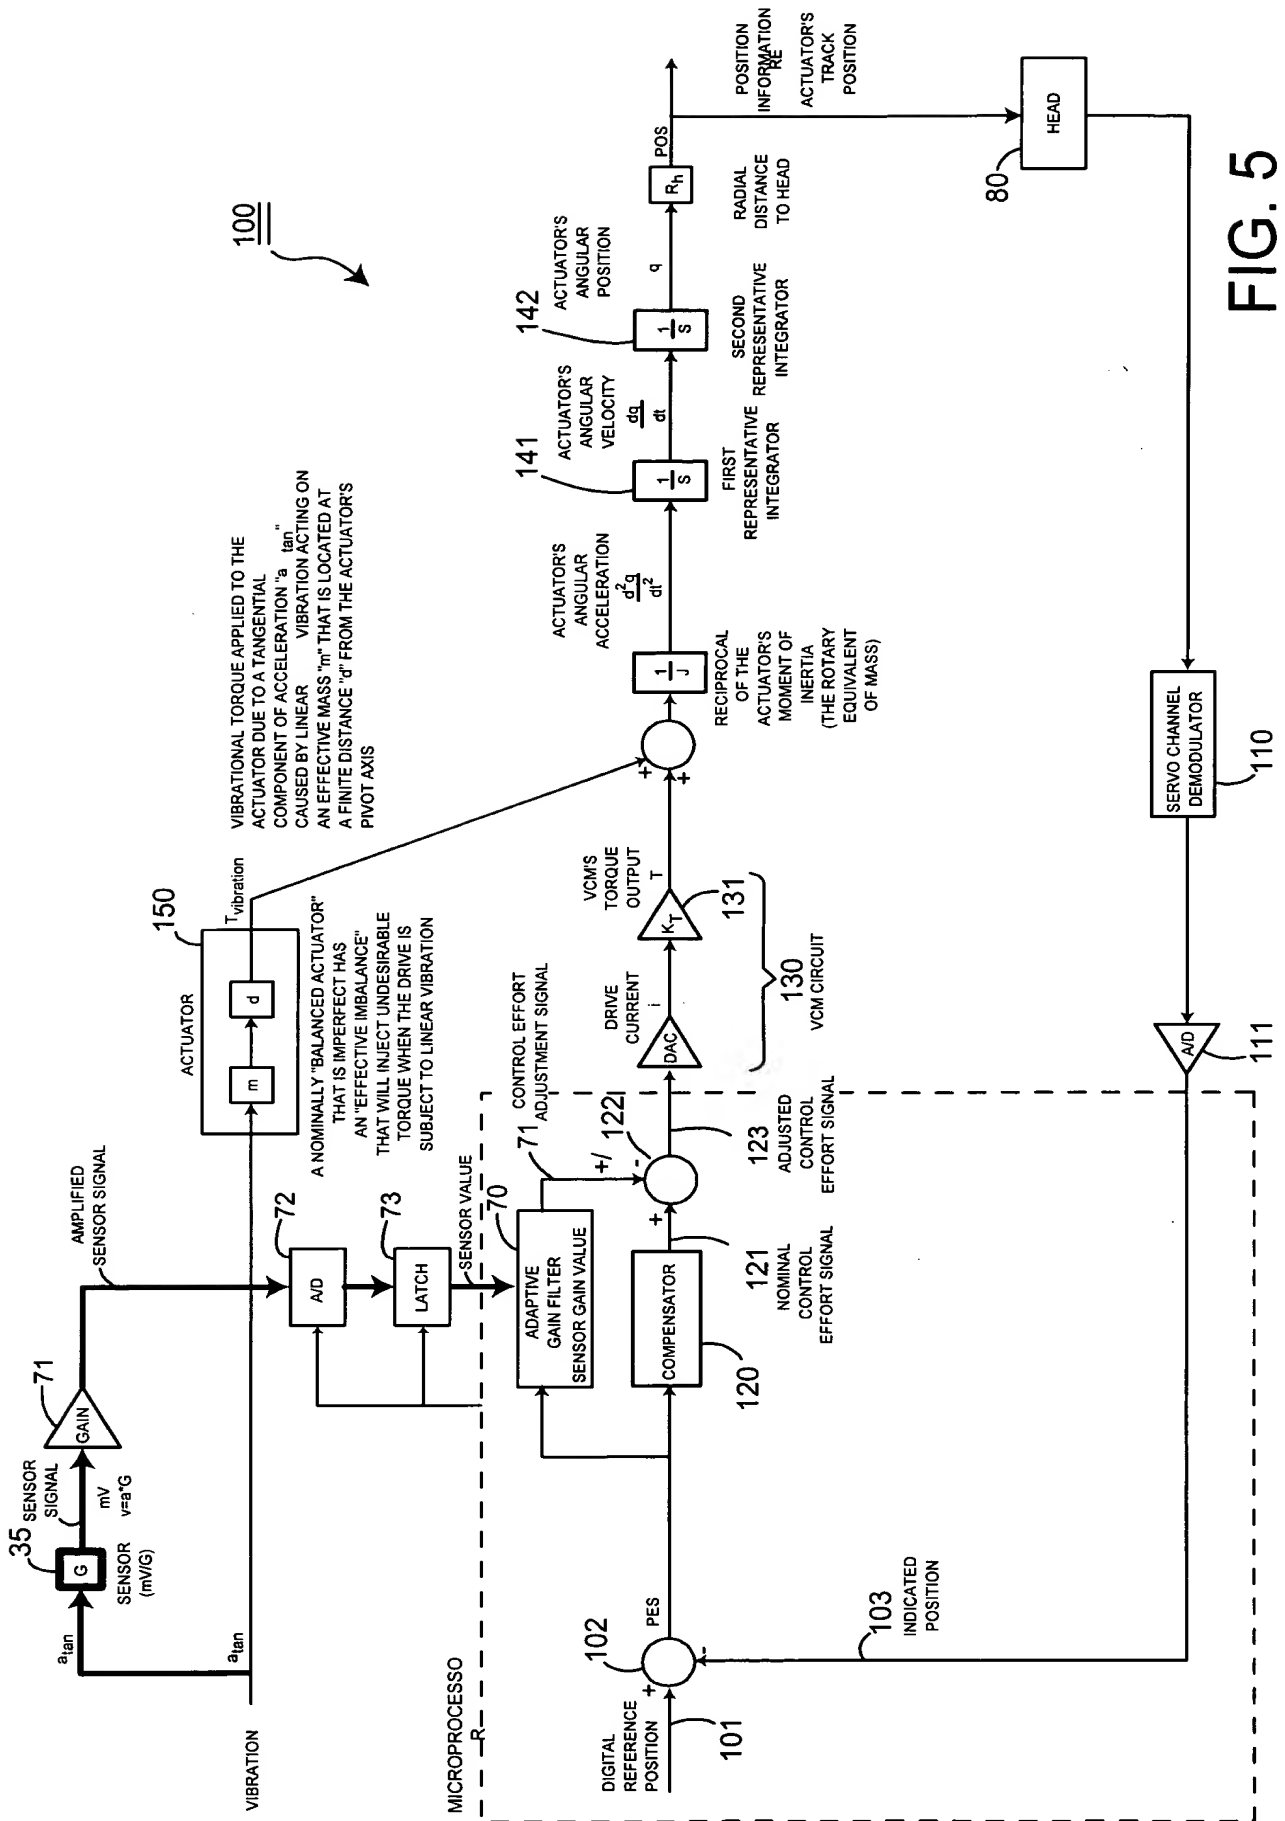 100
35
SENSOR
SIGNAL
71
AMPLIFIED
SENSOR SIGNAL
a tan
G
GAIN
mV
v=a*G
SENSOR
(mV/G)
VIBRATION
a tan
72
A/D
73
LATCH
SENSOR VALUE
ACTUATOR
150
m
d
T vibration
VIBRATIONAL TORQUE APPLIED TO THE
ACTUATOR DUE TO A TANGENTIAL
COMPONENT OF ACCELERATION "a tan"
CAUSED BY LINEAR VIBRATION ACTING ON
AN EFFECTIVE MASS "m" THAT IS LOCATED AT
A FINITE DISTANCE "d" FROM THE ACTUATOR'S
PIVOT AXIS
A NOMINALLY "BALANCED ACTUATOR"
THAT IS IMPERFECT HAS
AN "EFFECTIVE IMBALANCE"
THAT WILL INJECT UNDESIRABLE
TORQUE WHEN THE DRIVE IS
SUBJECT TO LINEAR VIBRATION
MICROPROCESSO
R
70
ADAPTIVE
GAIN FILTER
SENSOR GAIN VALUE
71
CONTROL EFFORT
ADJUSTMENT SIGNAL
+/
-
122
DIGITAL
REFERENCE
POSITION
101
+
102
-
PES
COMPENSATOR
120
+
121
NOMINAL
CONTROL
EFFORT SIGNAL
123
ADJUSTED
CONTROL
EFFORT SIGNAL
DAC
DRIVE
CURRENT
i
KT
131
VCM'S
TORQUE
OUTPUT
T
130
VCM CIRCUIT
+
+
1
J
RECIPROCAL
OF THE
ACTUATOR'S
MOMENT OF
INERTIA
(THE ROTARY
EQUIVALENT
OF MASS)
ACTUATOR'S
ANGULAR
ACCELERATION
d²q
dt²
141
1
S
FIRST
REPRESENTATIVE
INTEGRATOR
ACTUATOR'S
ANGULAR
VELOCITY
dq
dt
142
1
S
SECOND
REPRESENTATIVE
INTEGRATOR
ACTUATOR'S
ANGULAR
POSITION
q
Rh
RADIAL
DISTANCE
TO HEAD
POS
POSITION
INFORMATION
RE
ACTUATOR'S
TRACK
POSITION
HEAD
80
SERVO CHANNEL
DEMODULATOR
110
A/D
111
103
INDICATED
POSITION
FIG. 5